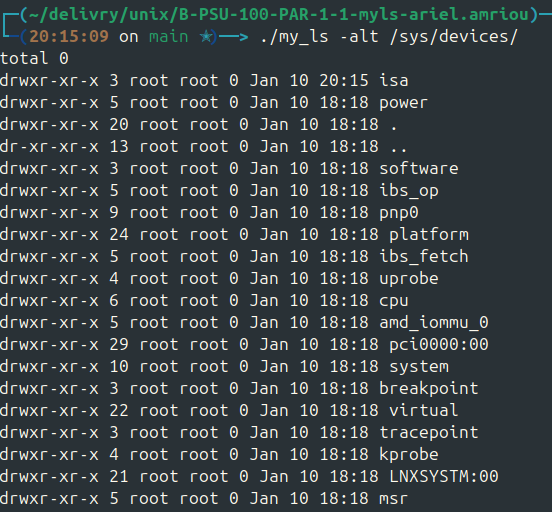 ┌─(~/delivry/unix/B-PSU-100-PAR-1-1-myls-ariel.amriou)─
└─(20:15:09 on main ✭)──> ./my_ls -alt /sys/devices/
total 0
drwxr-xr-x 3 root root 0 Jan 10 20:15 isa
drwxr-xr-x 5 root root 0 Jan 10 18:18 power
drwxr-xr-x 20 root root 0 Jan 10 18:18 .
dr-xr-xr-x 13 root root 0 Jan 10 18:18 ..
drwxr-xr-x 3 root root 0 Jan 10 18:18 software
drwxr-xr-x 5 root root 0 Jan 10 18:18 ibs_op
drwxr-xr-x 9 root root 0 Jan 10 18:18 pnp0
drwxr-xr-x 24 root root 0 Jan 10 18:18 platform
drwxr-xr-x 5 root root 0 Jan 10 18:18 ibs_fetch
drwxr-xr-x 4 root root 0 Jan 10 18:18 uprobe
drwxr-xr-x 6 root root 0 Jan 10 18:18 cpu
drwxr-xr-x 5 root root 0 Jan 10 18:18 amd_iommu_0
drwxr-xr-x 29 root root 0 Jan 10 18:18 pci0000:00
drwxr-xr-x 10 root root 0 Jan 10 18:18 system
drwxr-xr-x 3 root root 0 Jan 10 18:18 breakpoint
drwxr-xr-x 22 root root 0 Jan 10 18:18 virtual
drwxr-xr-x 3 root root 0 Jan 10 18:18 tracepoint
drwxr-xr-x 4 root root 0 Jan 10 18:18 kprobe
drwxr-xr-x 21 root root 0 Jan 10 18:18 LNXSYSTM:00
drwxr-xr-x 5 root root 0 Jan 10 18:18 msr